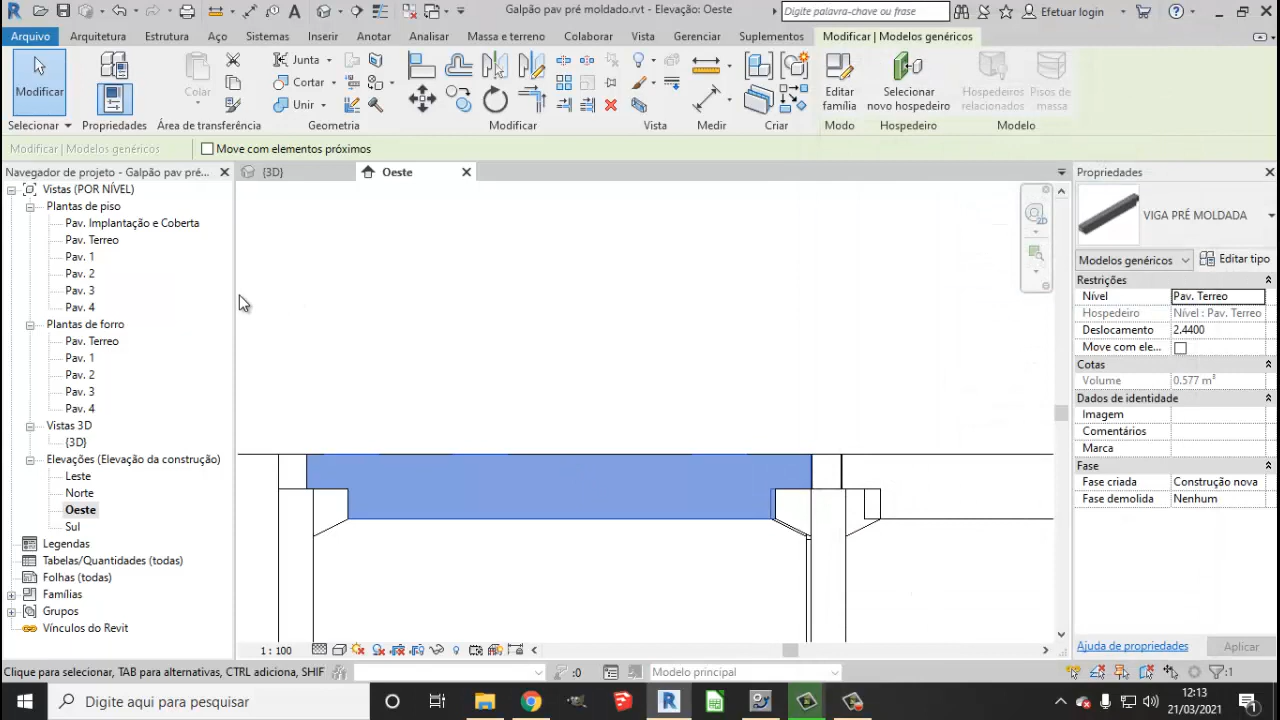 Galpão pav pré moldado.rvt - Elevação: Oeste
Digite palavra-chave ou frase
Efetuar login
Arquivo
Arquitetura
Estrutura
Aço
Sistemas
Inserir
Anotar
Analisar
Massa e terreno
Colaborar
Vista
Gerenciar
Suplementos
Modificar | Modelos genéricos
Modificar
Colar
Junta
Cortar
Unir
Editar família
Selecionar novo hospedeiro
Hospedeiros relacionados
Pisos de massa
Selecionar
Propriedades
Área de transferência
Geometria
Modificar
Vista
Medir
Criar
Modo
Hospedeiro
Modelo
Modificar | Modelos genéricos
Move com elementos próximos
Navegador de projeto - Galpão pav pré...
{3D}
Oeste
Vistas (POR NÍVEL)
Plantas de piso
Pav. Implantação e Coberta
Pav. Terreo
Pav. 1
Pav. 2
Pav. 3
Pav. 4
Plantas de forro
Pav. Terreo
Pav. 1
Pav. 2
Pav. 3
Pav. 4
Vistas 3D
{3D}
Elevações (Elevação da construção)
Leste
Norte
Oeste
Sul
Legendas
Tabelas/Quantidades (todas)
Folhas (todas)
Famílias
Grupos
Vínculos do Revit
2D
Propriedades
VIGA PRÉ MOLDADA
Modelos genéricos
Editar tipo
Restrições
Nível Pav. Terreo
Hospedeiro Nível : Pav. Terreo
Deslocamento 2.4400
Move com ele...
Cotas
Volume 0.577 m³
Dados de identidade
Imagem
Comentários
Marca
Fase
Fase criada Construção nova
Fase demolida Nenhum
Ajuda de propriedades
Aplicar
1 : 100
Clique para selecionar, TAB para alternativas, CTRL adiciona, SHIF
:0
Modelo principal
:1
Digite aqui para pesquisar
12:13
21/03/2021
1